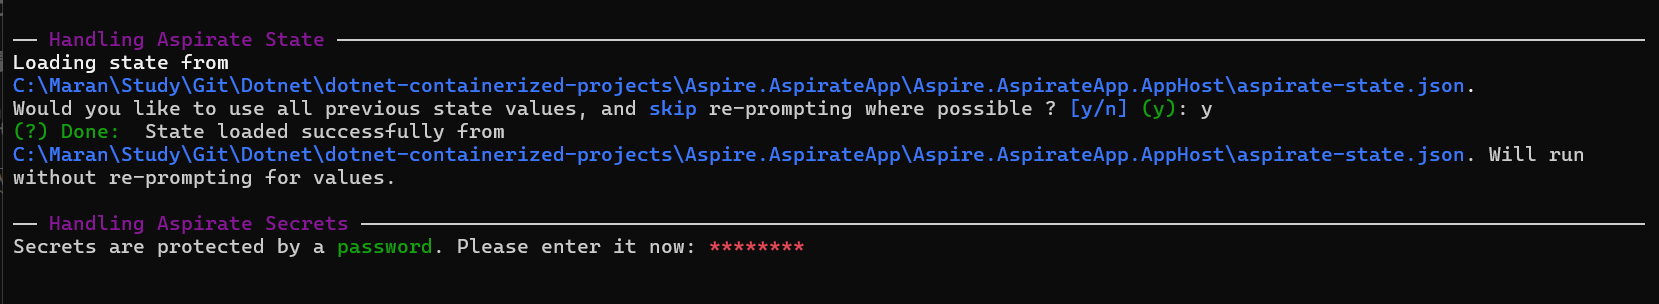 Handling Aspirate State
Loading state from
C:\Maran\Study\Git\Dotnet\dotnet-containerized-projects\Aspire.AspirateApp\Aspire.AspirateApp.AppHost\aspirate-state.json.
Would you like to use all previous state values, and skip re-prompting where possible ? [y/n] (y): y
(?) Done:  State loaded successfully from
C:\Maran\Study\Git\Dotnet\dotnet-containerized-projects\Aspire.AspirateApp\Aspire.AspirateApp.AppHost\aspirate-state.json. Will run
without re-prompting for values.
Handling Aspirate Secrets
Secrets are protected by a password. Please enter it now: ********